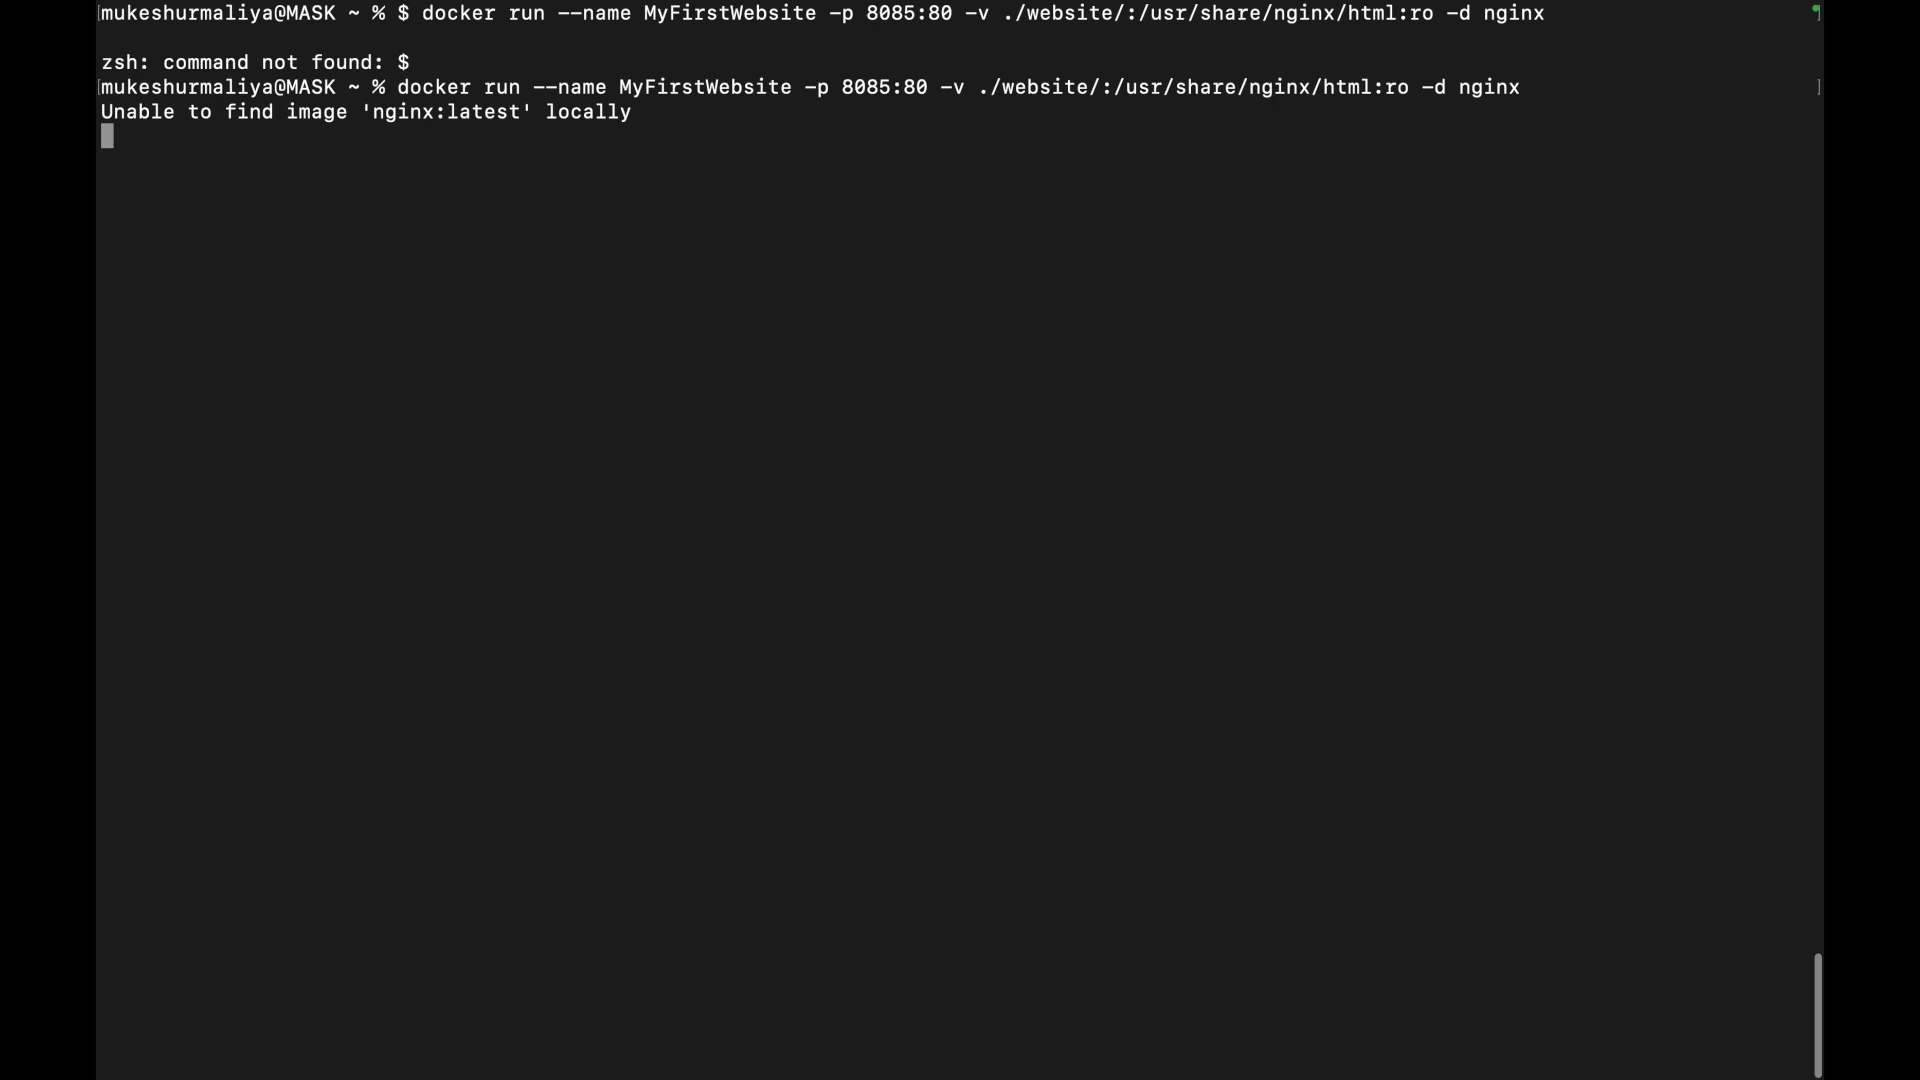 [mukeshurmaliya@MASK ~ % $ docker run --name MyFirstWebsite -p 8085:80 -v ./website/:/usr/share/nginx/html:ro -d nginx ]
zsh: command not found: $
[mukeshurmaliya@MASK ~ % docker run --name MyFirstWebsite -p 8085:80 -v ./website/:/usr/share/nginx/html:ro -d nginx ]
Unable to find image 'nginx:latest' locally